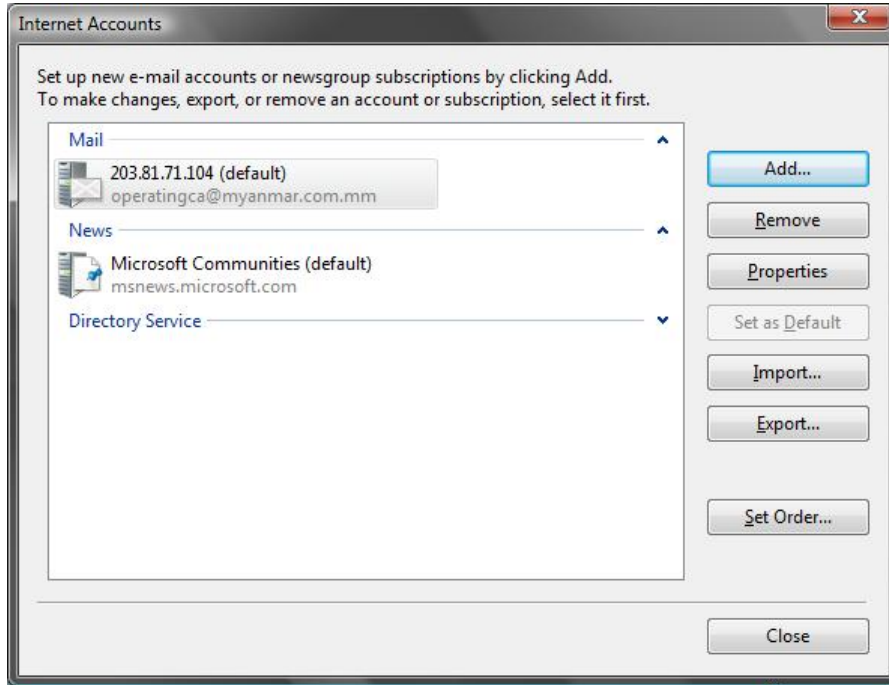 Internet Accounts
Set up new e-mail accounts or newsgroup subscriptions by clicking Add.
To make changes, export, or remove an account or subscription, select it first.
Mail
203.81.71.104 (default)
operatingca@myanmar.com.mm
News
Microsoft Communities (default)
msnews.microsoft.com
Directory Service
Add...
Remove
Properties
Set as Default
Import...
Export...
Set Order...
Close